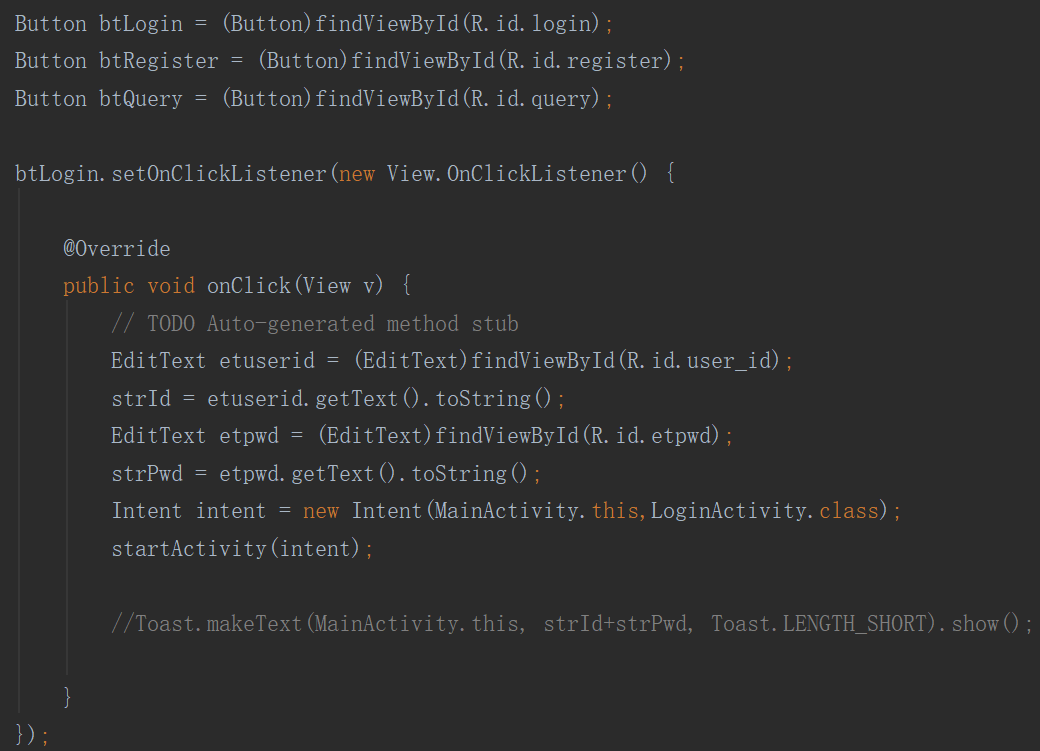 Button btLogin = (Button)findViewById(R.id.login);
Button btRegister = (Button)findViewById(R.id.register);
Button btQuery = (Button)findViewById(R.id.query);
btLogin.setOnClickListener(new View.OnClickListener() {
@Override
public void onClick(View v) {
// TODO Auto-generated method stub
EditText etuserid = (EditText)findViewById(R.id.user_id);
strId = etuserid.getText().toString();
EditText etpwd = (EditText)findViewById(R.id.etpwd);
strPwd = etpwd.getText().toString();
Intent intent = new Intent(MainActivity.this,LoginActivity.class);
startActivity(intent);
//Toast.makeText(MainActivity.this, strId+strPwd, Toast.LENGTH_SHORT).show();
}
});